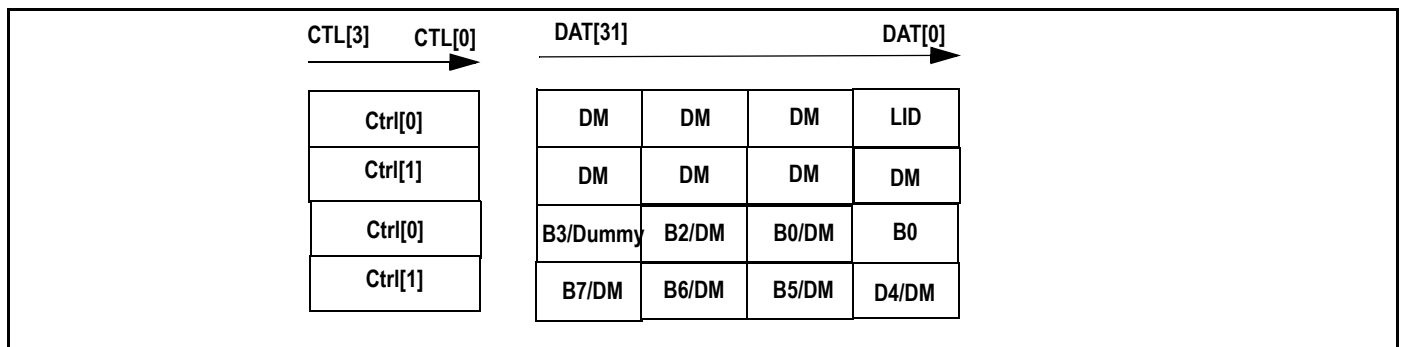 CTL[3] CTL[0] DAT[31] DAT[0]
Ctrl[0] DM DM DM LID
Ctrl[1] DM DM DM DM
Ctrl[0] B3/Dummy B2/DM B0/DM B0
Ctrl[1] B7/DM B6/DM B5/DM D4/DM